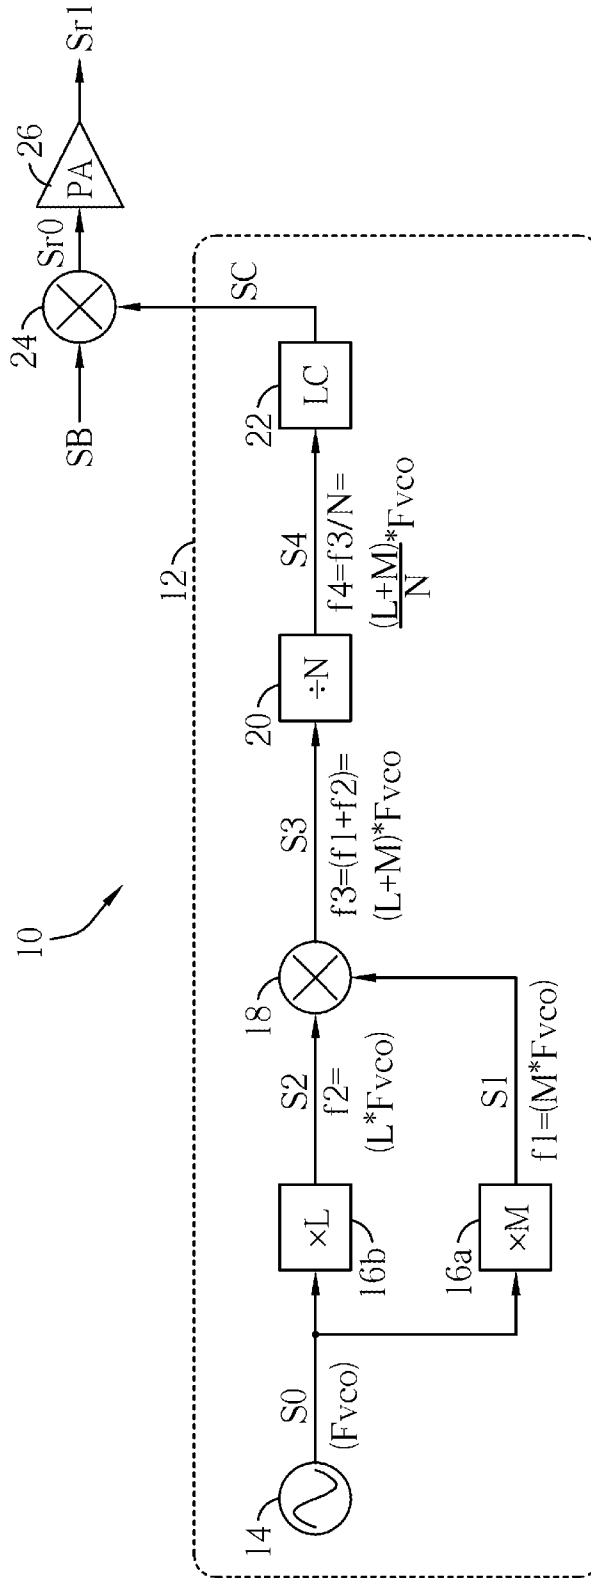 10
12
14
S0
(Fvco)
×L
16b
×M
16a
S2
f2=
(L*Fvco)
S1
f1=(M*Fvco)
18
S3
f3=(f1+f2)=
(L+M)*Fvco
÷N
20
S4
f4=f3/N=
(L+M)*Fvco
N
LC
22
SC
SB
24
Sr0
PA
26
Sr1